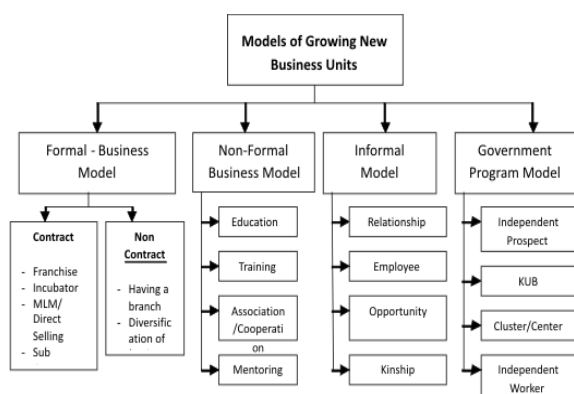 Models of Growing New
Business Units
Formal - Business
Model
Non-Formal
Business Model
Informal
Model
Government
Program Model
Contract
- Franchise
- Incubator
- MLM/
Direct
Selling
- Sub
Non
Contract
- Having a
branch
- Diversific
ation of
Education
Training
Association
/Cooperati
on
Mentoring
Relationship
Employee
Opportunity
Kinship
Independent
Prospect
KUB
Cluster/Center
Independent
Worker